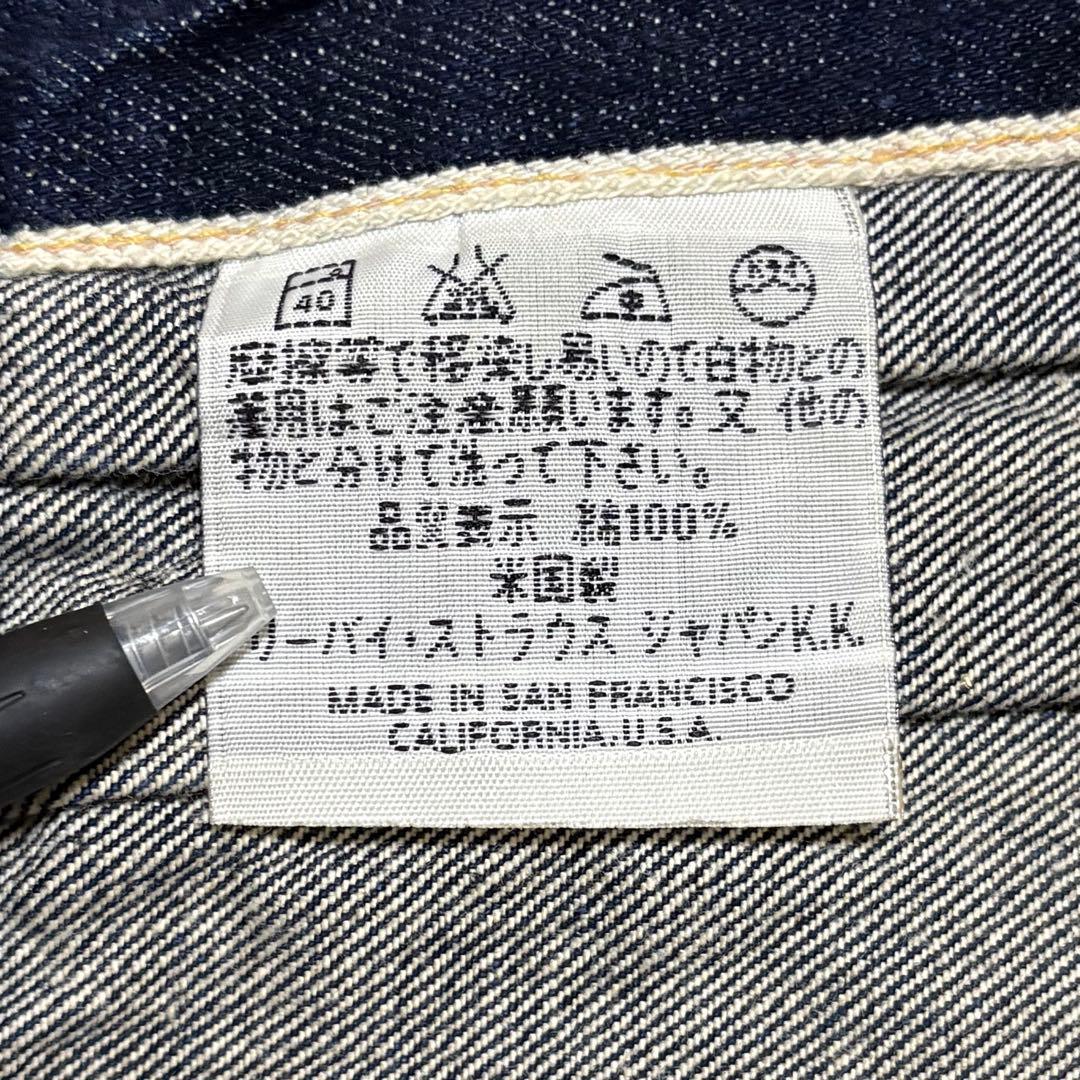 40
摩擦等で移染し易いので白物との
着用はご注意願います。又 他の
物と分けて洗って下さい。
品質表示 綿100%
米国製
リーバイ・ストラウス ジャパンK.K.
MADE IN SAN FRANCISCO
CALIFORNIA. U.S.A.